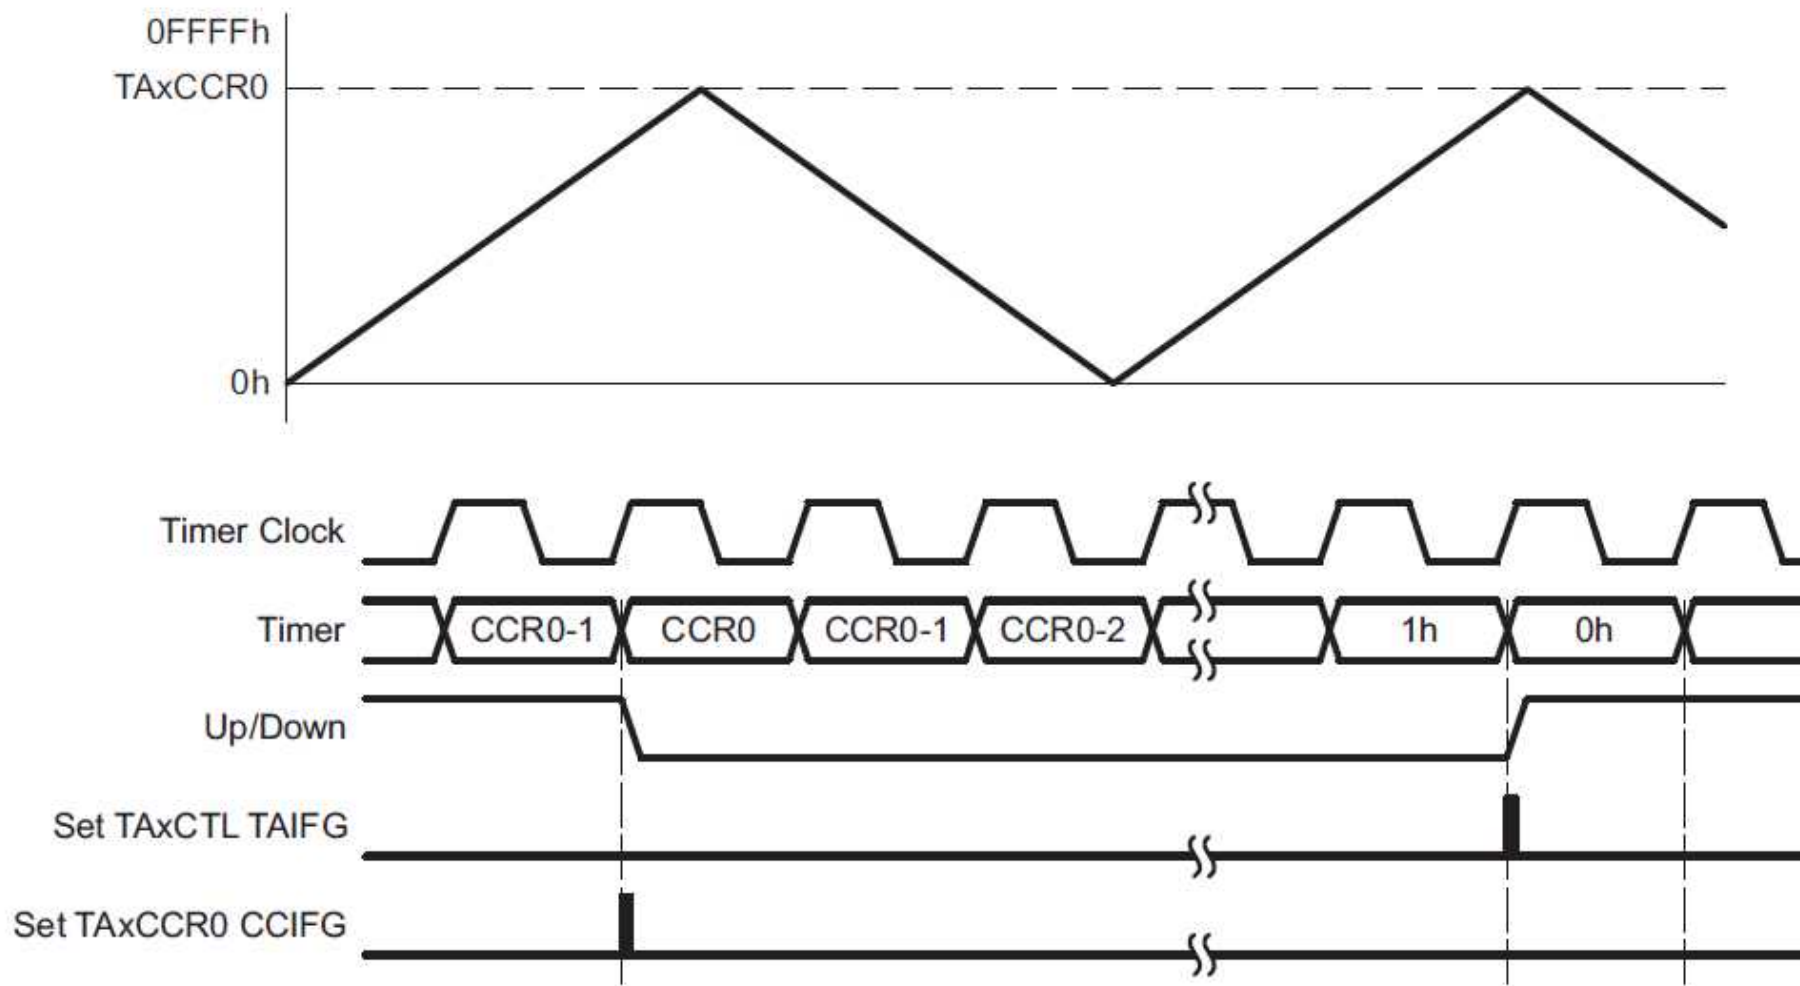 0FFFFh
TAxCCR0
0h
Timer Clock
Timer CCR0-1 CCR0 CCR0-1 CCR0-2 1h 0h
Up/Down
Set TAxCTL TAIFG
Set TAxCCR0 CCIFG